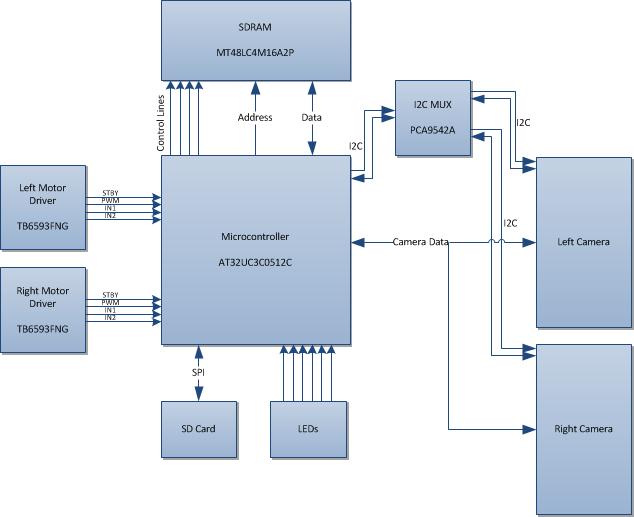 SDRAM
MT48LC4M16A2P
Control Lines
Address
Data
I2C MUX
PCA9542A
I2C
I2C
Left Motor
Driver
TB6593FNG
STBY
PWM
IN1
IN2
Microcontroller
AT32UC3C0512C
I2C
Camera Data
Left Camera
Right Motor
Driver
TB6593FNG
STBY
PWM
IN1
IN2
SPI
SD Card
LEDs
Right Camera